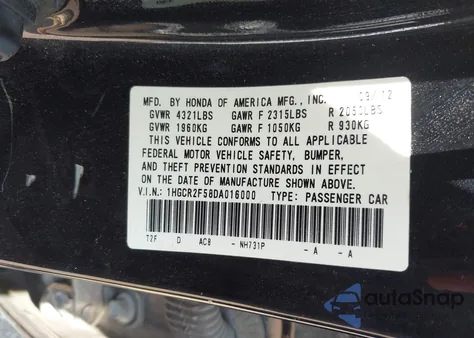 MFD. BY HONDA OF AMERICA MFG., INC. 09/12
GVWR 4321LBS GAWR F 2315LBS R 2050LBS
GVWR 1960KG GAWR F 1050KG R 930KG
THIS VEHICLE CONFORMS TO ALL APPLICABLE
FEDERAL MOTOR VEHICLE SAFETY, BUMPER,
AND THEFT PREVENTION STANDARDS IN EFFECT
ON THE DATE OF MANUFACTURE SHOWN ABOVE.
V.I.N.: 1HGCR2F58DA016000 TYPE: PASSENGER CAR
T2F D AC8 - NH731P - A - A
autoSnap